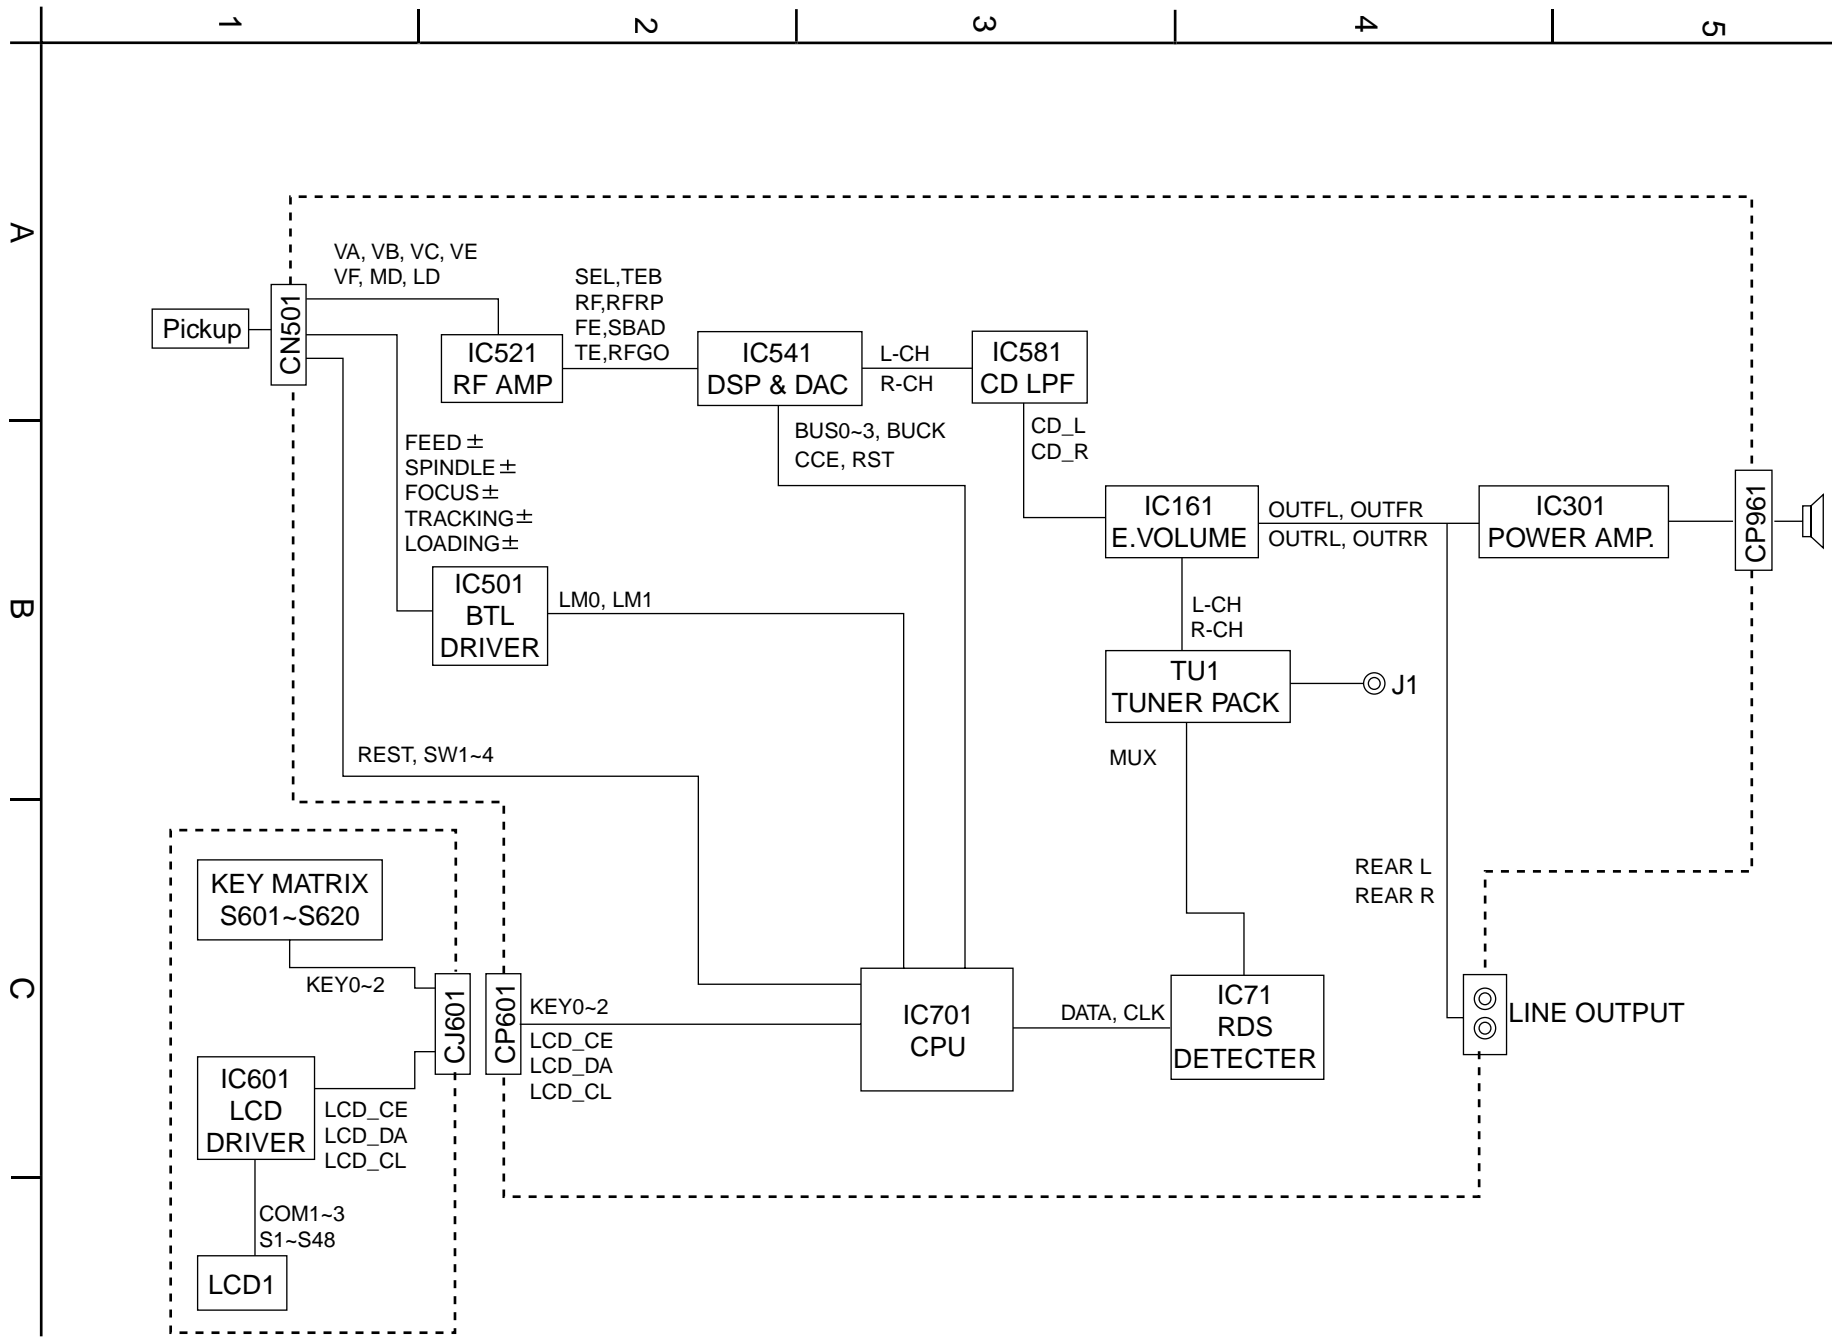 1
2
3
4
5
A
B
C
VA, VB, VC, VE
VF, MD, LD
Pickup
CN501
IC521
RF AMP
SEL,TEB
RF,RFRP
FE,SBAD
TE,RFGO
IC541
DSP & DAC
L-CH
R-CH
IC581
CD LPF
FEED ±
SPINDLE ±
FOCUS ±
TRACKING ±
LOADING ±
BUS0~3, BUCK
CCE, RST
CD_L
CD_R
IC161
E.VOLUME
OUTFL, OUTFR
OUTRL, OUTRR
IC301
POWER AMP.
CP961
IC501
BTL
DRIVER
LM0, LM1
L-CH
R-CH
TU1
TUNER PACK
J1
REST, SW1~4
MUX
KEY MATRIX
S601~S620
KEY0~2
CJ601
CP601
KEY0~2
LCD_CE
LCD_DA
LCD_CL
IC701
CPU
DATA, CLK
IC71
RDS
DETECTER
REAR L
REAR R
LINE OUTPUT
IC601
LCD
DRIVER
LCD_CE
LCD_DA
LCD_CL
COM1~3
S1~S48
LCD1